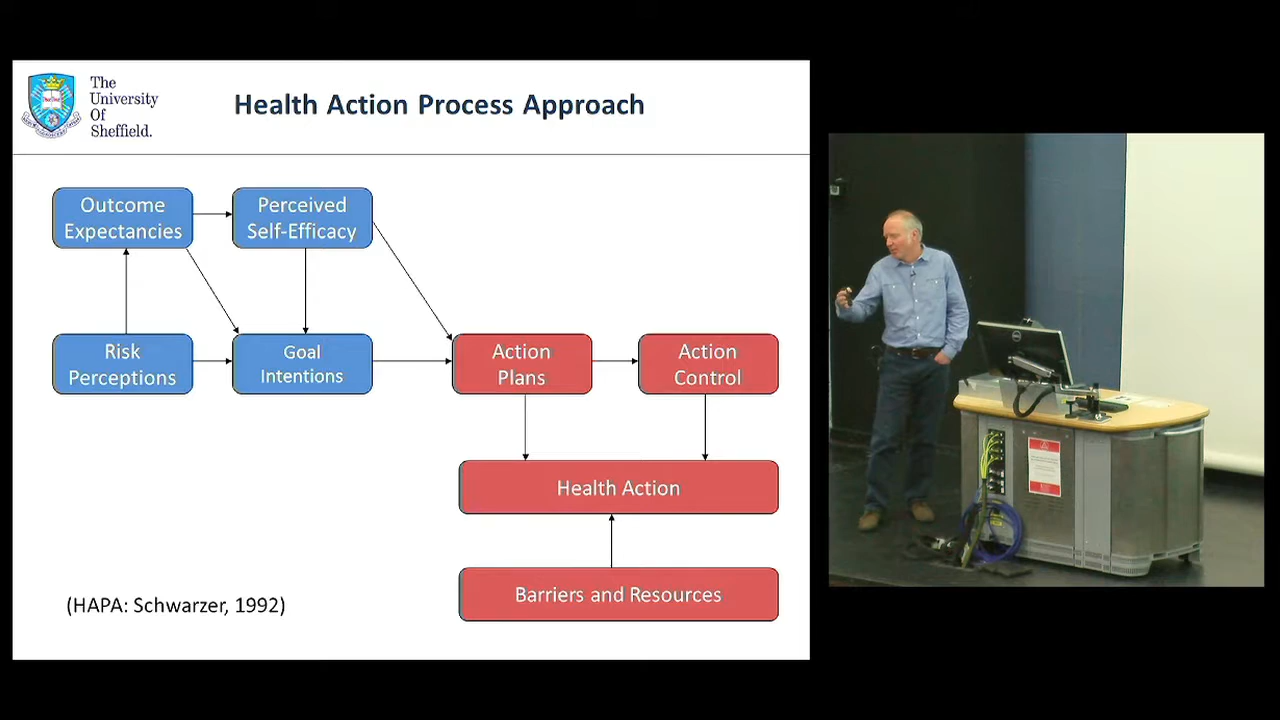 The
University
Of
Sheffield.
Health Action Process Approach
Outcome
Expectancies
Perceived
Self-Efficacy
Risk
Perceptions
Goal
Intentions
Action
Plans
Action
Control
Health Action
Barriers and Resources
(HAPA: Schwarzer, 1992)